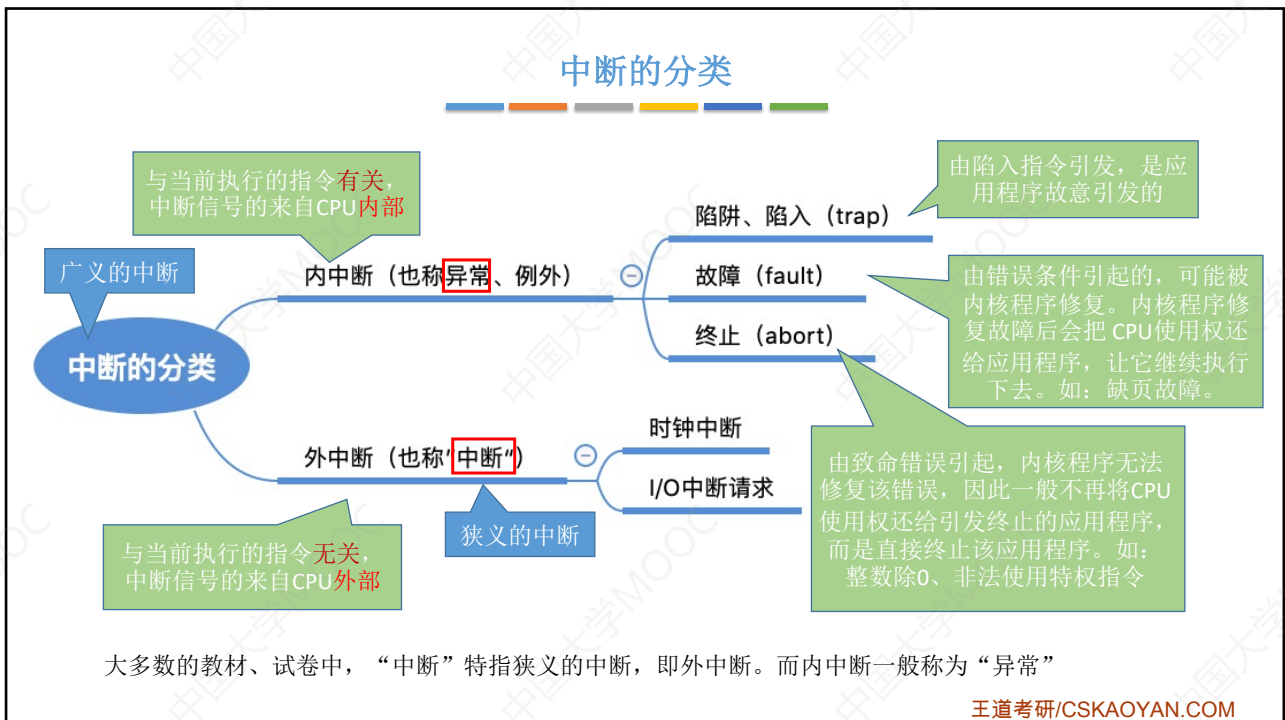 中断的分类
与当前执行的指令有关，
中断信号的来自CPU内部
由陷入指令引发，是应
用程序故意引发的
广义的中断
中断的分类
内中断（也称异常、例外）
陷阱、陷入（trap）
故障（fault）
终止（abort）
由错误条件引起的，可能被
内核程序修复。内核程序修
复故障后会把 CPU使用权还
给应用程序，让它继续执行
下去。如：缺页故障。
外中断（也称“中断“）
时钟中断
I/O中断请求
由致命错误引起，内核程序无法
修复该错误，因此一般不再将CPU
使用权还给引发终止的应用程序，
而是直接终止该应用程序。如：
整数除0、非法使用特权指令
狭义的中断
与当前执行的指令无关，
中断信号的来自CPU外部
大多数的教材、试卷中，“中断”特指狭义的中断，即外中断。而内中断一般称为“异常”
王道考研/CSKAOYAN.COM
中国大学MOOC